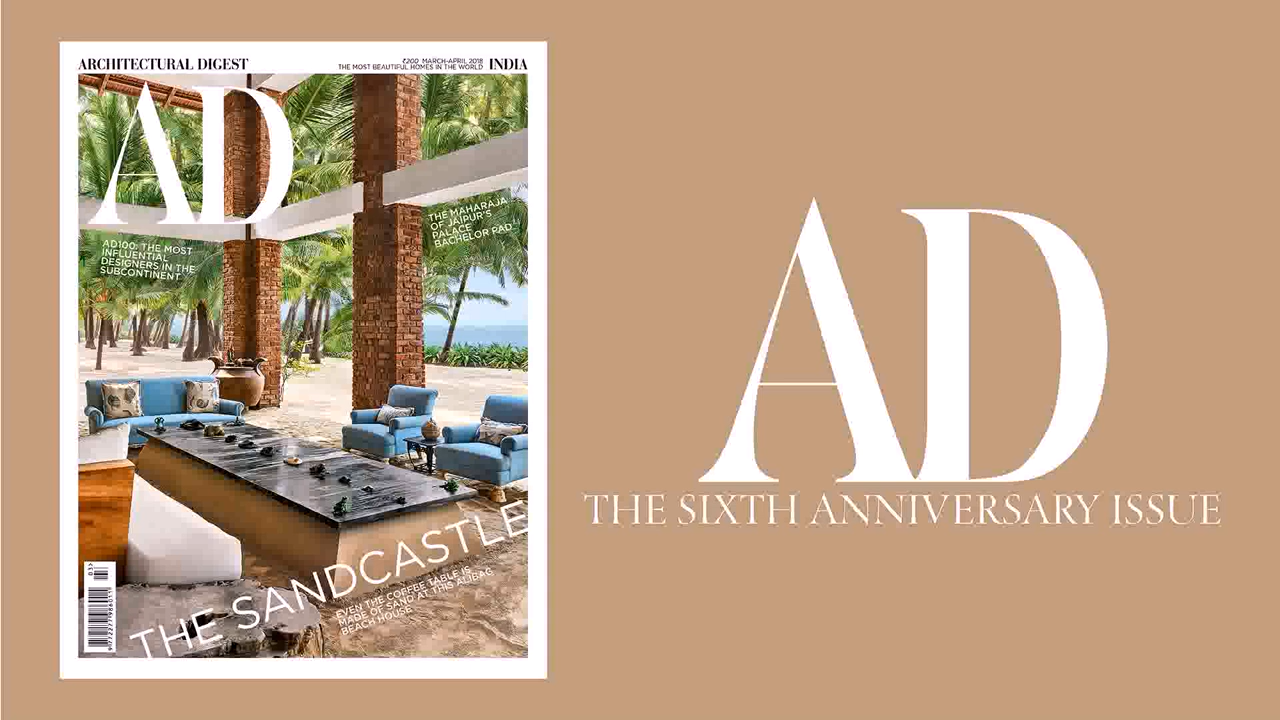 ARCHITECTURAL DIGEST
₹200 MARCH-APRIL 2018
THE MOST BEAUTIFUL HOMES IN THE WORLD
INDIA
AD
AD100: THE MOST
INFLUENTIAL
DESIGNERS IN THE
SUBCONTINENT
THE MAHARAJA
OF JAIPUR'S
PALACE
BACHELOR PAD
THE SANDCASTLE
EVEN THE COFFEE TABLE IS
MADE OF SAND AT THIS ALIBAG
BEACH HOUSE
AD
THE SIXTH ANNIVERSARY ISSUE